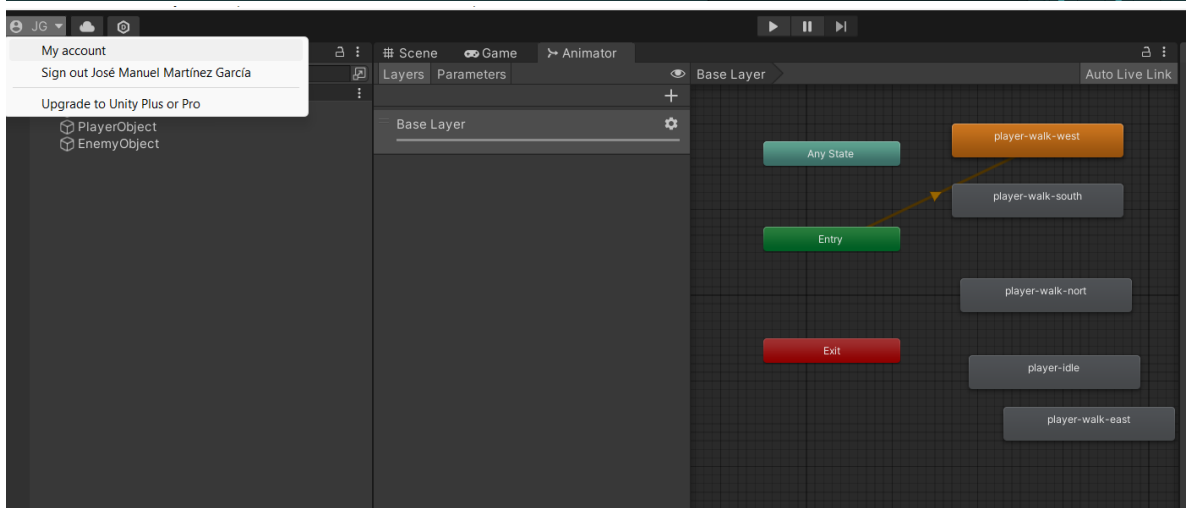 JG
My account
Sign out José Manuel Martínez García
Upgrade to Unity Plus or Pro
PlayerObject
EnemyObject
Scene Game Animator
Layers Parameters
Base Layer
Base Layer
Auto Live Link
Any State
Entry
Exit
player-walk-west
player-walk-south
player-walk-nort
player-idle
player-walk-east